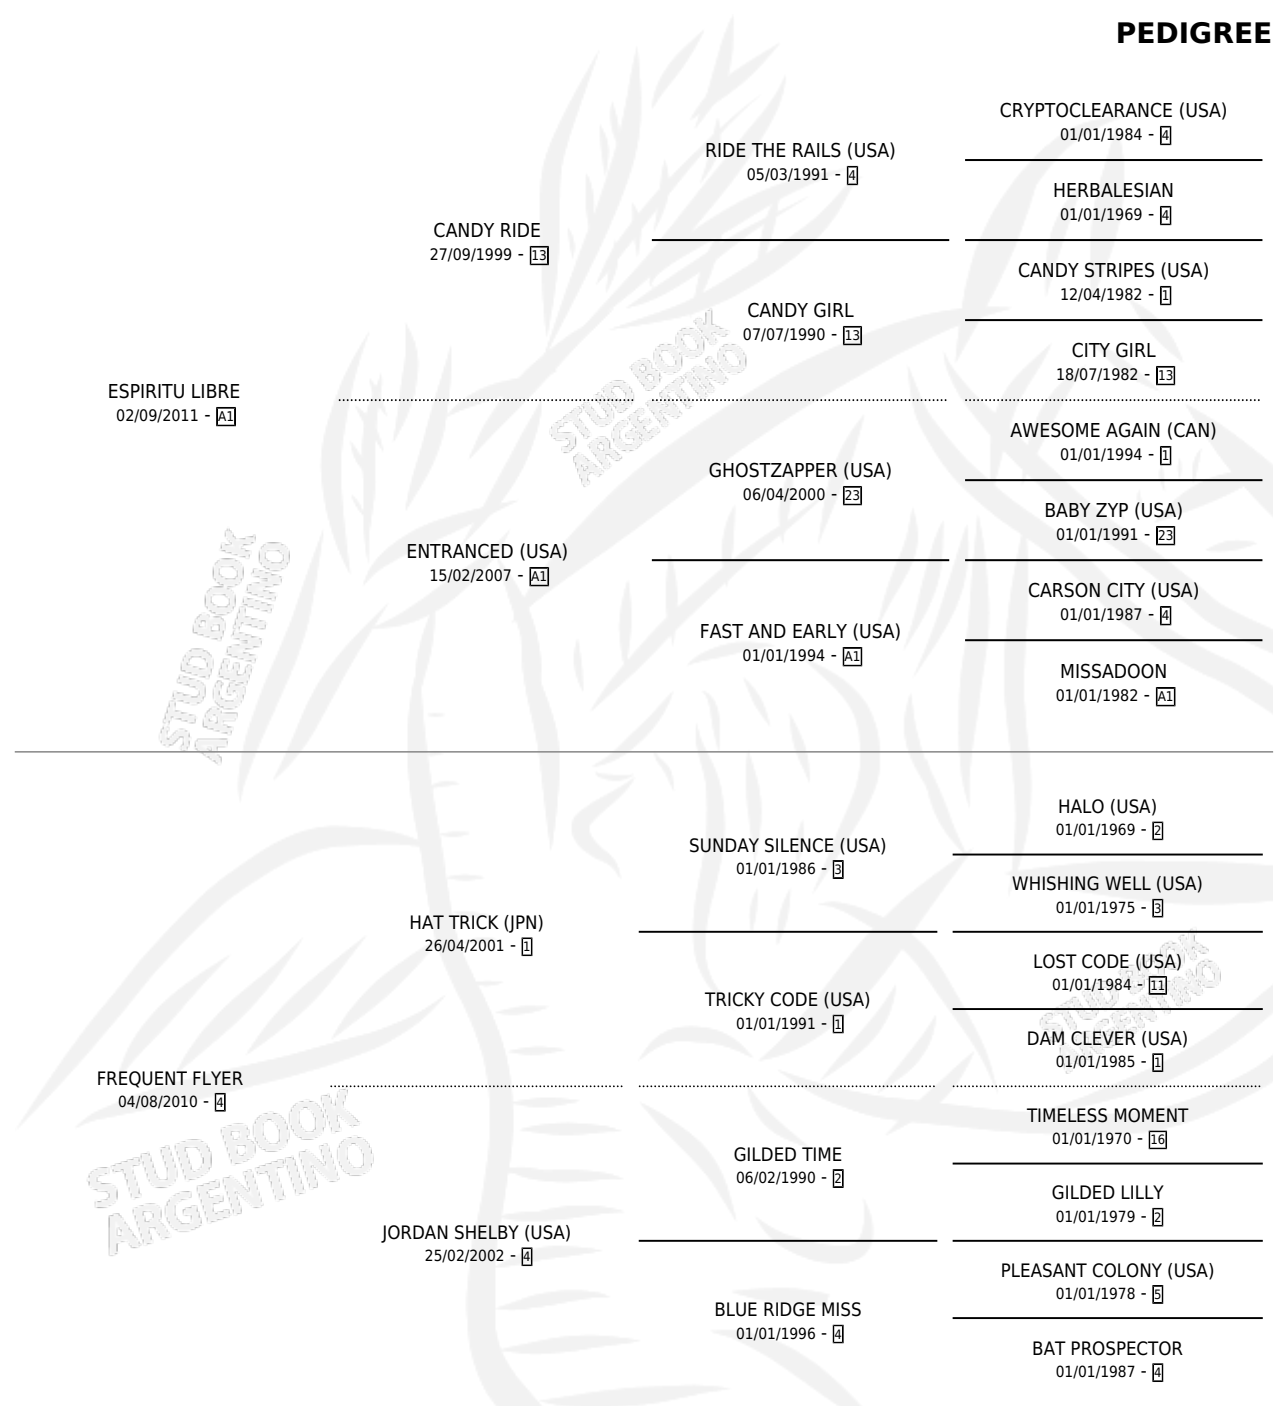 PEDIGREE
CRYPTOCLEARANCE (USA)
01/01/1984 - 4
RIDE THE RAILS (USA)
05/03/1991 - 4
HERBALESIAN
01/01/1969 - 4
CANDY RIDE
27/09/1999 - 13
CANDY STRIPES (USA)
12/04/1982 - 1
CANDY GIRL
07/07/1990 - 13
CITY GIRL
18/07/1982 - 13
ESPIRITU LIBRE
02/09/2011 - A1
AWESOME AGAIN (CAN)
01/01/1994 - 1
GHOSTZAPPER (USA)
06/04/2000 - 23
BABY ZYP (USA)
01/01/1991 - 23
ENTRANCED (USA)
15/02/2007 - A1
CARSON CITY (USA)
01/01/1987 - 4
FAST AND EARLY (USA)
01/01/1994 - A1
MISSADOON
01/01/1982 - A1
HALO (USA)
01/01/1969 - 2
SUNDAY SILENCE (USA)
01/01/1986 - 3
WHISHING WELL (USA)
01/01/1975 - 3
HAT TRICK (JPN)
26/04/2001 - 1
LOST CODE (USA)
01/01/1984 - 11
TRICKY CODE (USA)
01/01/1991 - 1
DAM CLEVER (USA)
01/01/1985 - 1
FREQUENT FLYER
04/08/2010 - 4
TIMELESS MOMENT
01/01/1970 - 16
GILDED TIME
06/02/1990 - 2
GILDED LILLY
01/01/1979 - 2
JORDAN SHELBY (USA)
25/02/2002 - 4
PLEASANT COLONY (USA)
01/01/1978 - 5
BLUE RIDGE MISS
01/01/1996 - 4
BAT PROSPECTOR
01/01/1987 - 4
STUD BOOK
ARGENTINO
STUD BOOK
ARGENTINO
STUD BOOK
ARGENTINO
STUD BOOK
ARGENTINO